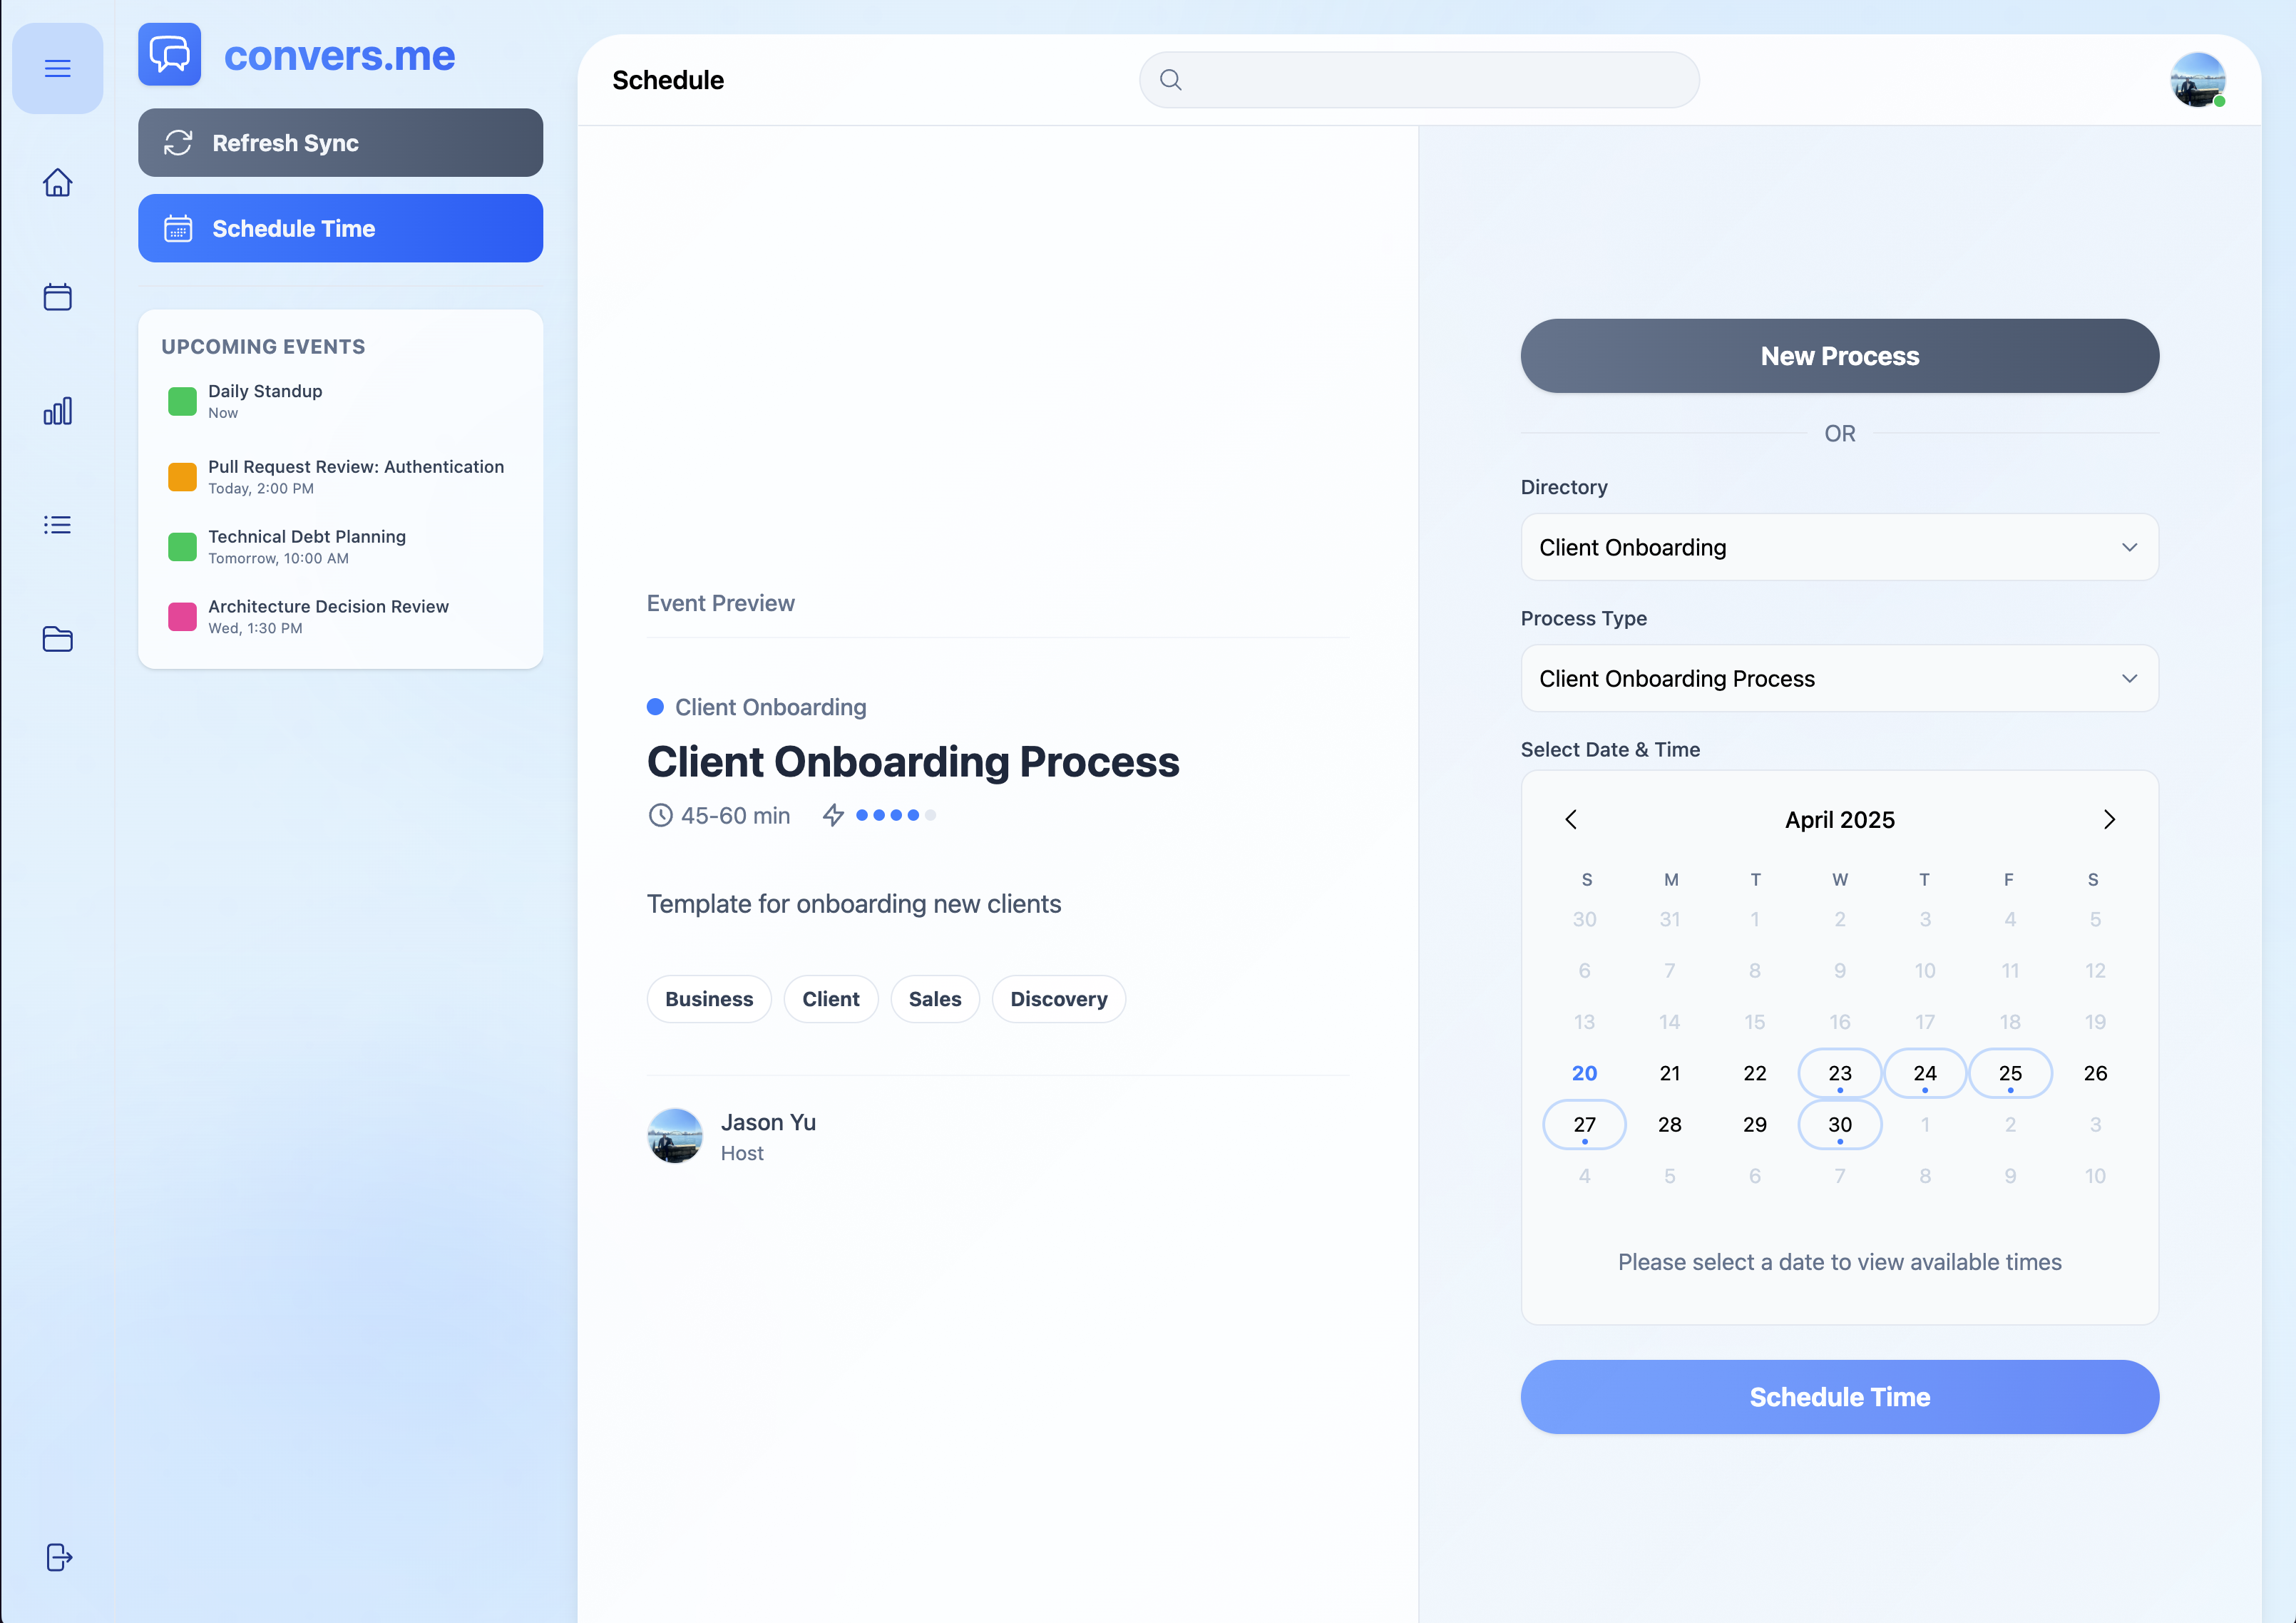 convers.me
Refresh Sync
Schedule Time
UPCOMING EVENTS
Daily Standup
Now
Pull Request Review: Authentication
Today, 2:00 PM
Technical Debt Planning
Tomorrow, 10:00 AM
Architecture Decision Review
Wed, 1:30 PM
Schedule
Event Preview
Client Onboarding
Client Onboarding Process
45-60 min
Template for onboarding new clients
Business Client Sales Discovery
Jason Yu
Host
New Process
OR
Directory
Client Onboarding
Process Type
Client Onboarding Process
Select Date & Time
April 2025
S M T W T F S
30 31 1 2 3 4 5
6 7 8 9 10 11 12
13 14 15 16 17 18 19
20 21 22 23 24 25 26
27 28 29 30 1 2 3
4 5 6 7 8 9 10
Please select a date to view available times
Schedule Time